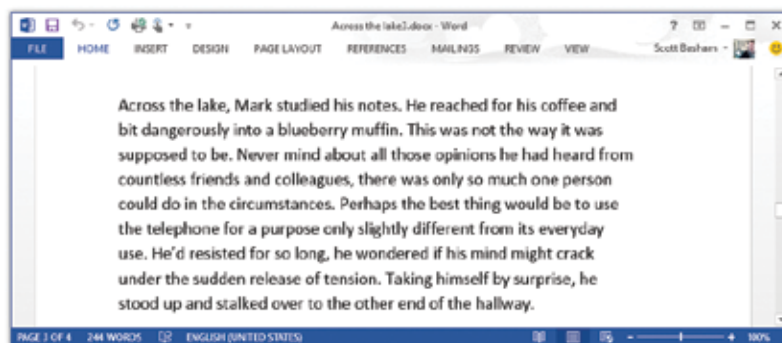 Across the lake3.docx - Word
FILE HOME INSERT DESIGN PAGE LAYOUT REFERENCES MAILINGS REVIEW VIEW
Across the lake, Mark studied his notes. He reached for his coffee and
bit dangerously into a blueberry muffin. This was not the way it was
supposed to be. Never mind about all those opinions he had heard from
countless friends and colleagues, there was only so much one person
could do in the circumstances. Perhaps the best thing would be to use
the telephone for a purpose only slightly different from its everyday
use. He'd resisted for so long, he wondered if his mind might crack
under the sudden release of tension. Taking himself by surprise, he
stood up and stalked over to the other end of the hallway.
244 WORDS ENGLISH (UNITED STATES) 100%